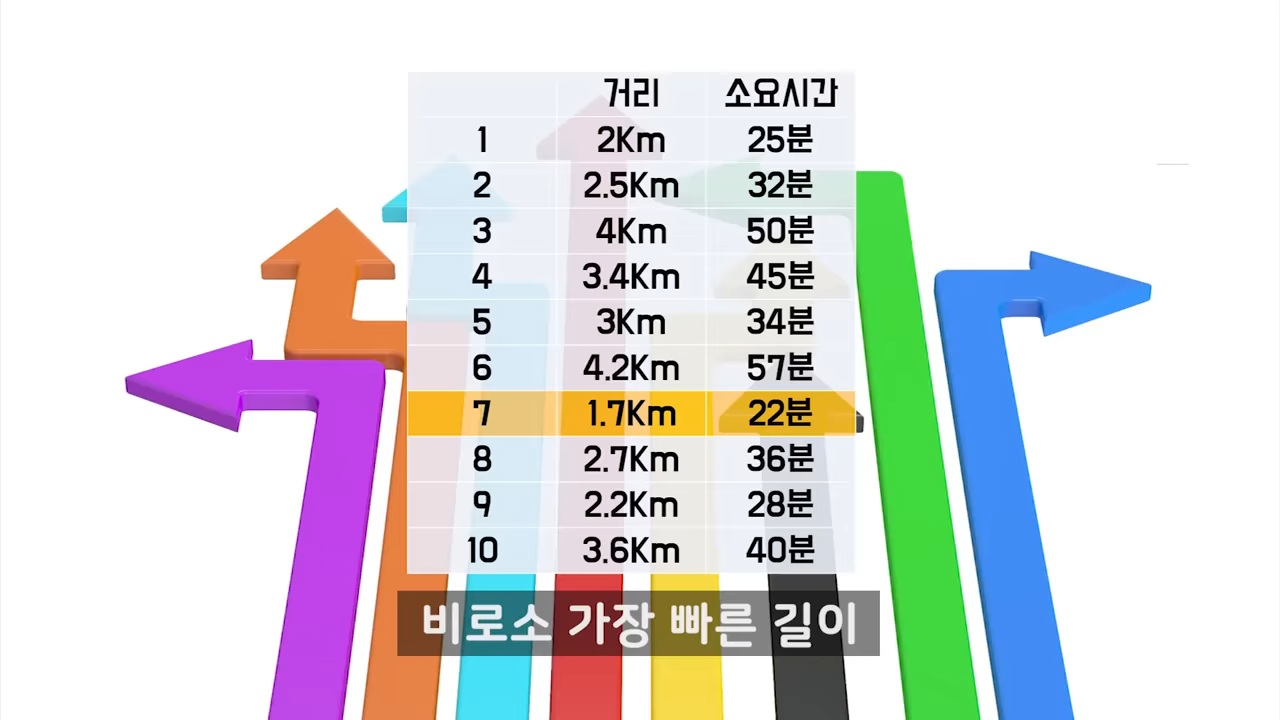 거리 소요시간
1 2Km 25분
2 2.5Km 32분
3 4Km 50분
4 3.4Km 45분
5 3Km 34분
6 4.2Km 57분
7 1.7Km 22분
8 2.7Km 36분
9 2.2Km 28분
10 3.6Km 40분
비로소 가장 빠른 길이